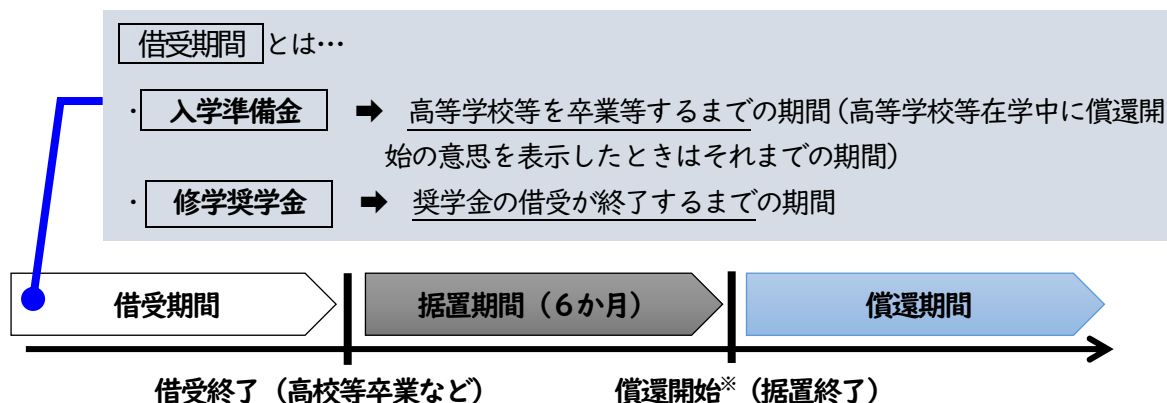 借受期間とは…
・入学準備金 ➡ 高等学校等を卒業等するまでの期間（高等学校等在学中に償還開
始の意思を表示したときはそれまでの期間）
・修学奨学金 ➡ 奨学金の借受が終了するまでの期間
借受期間 据置期間（６か月） 償還期間
借受終了（高校等卒業など） 償還開始※（据置終了）